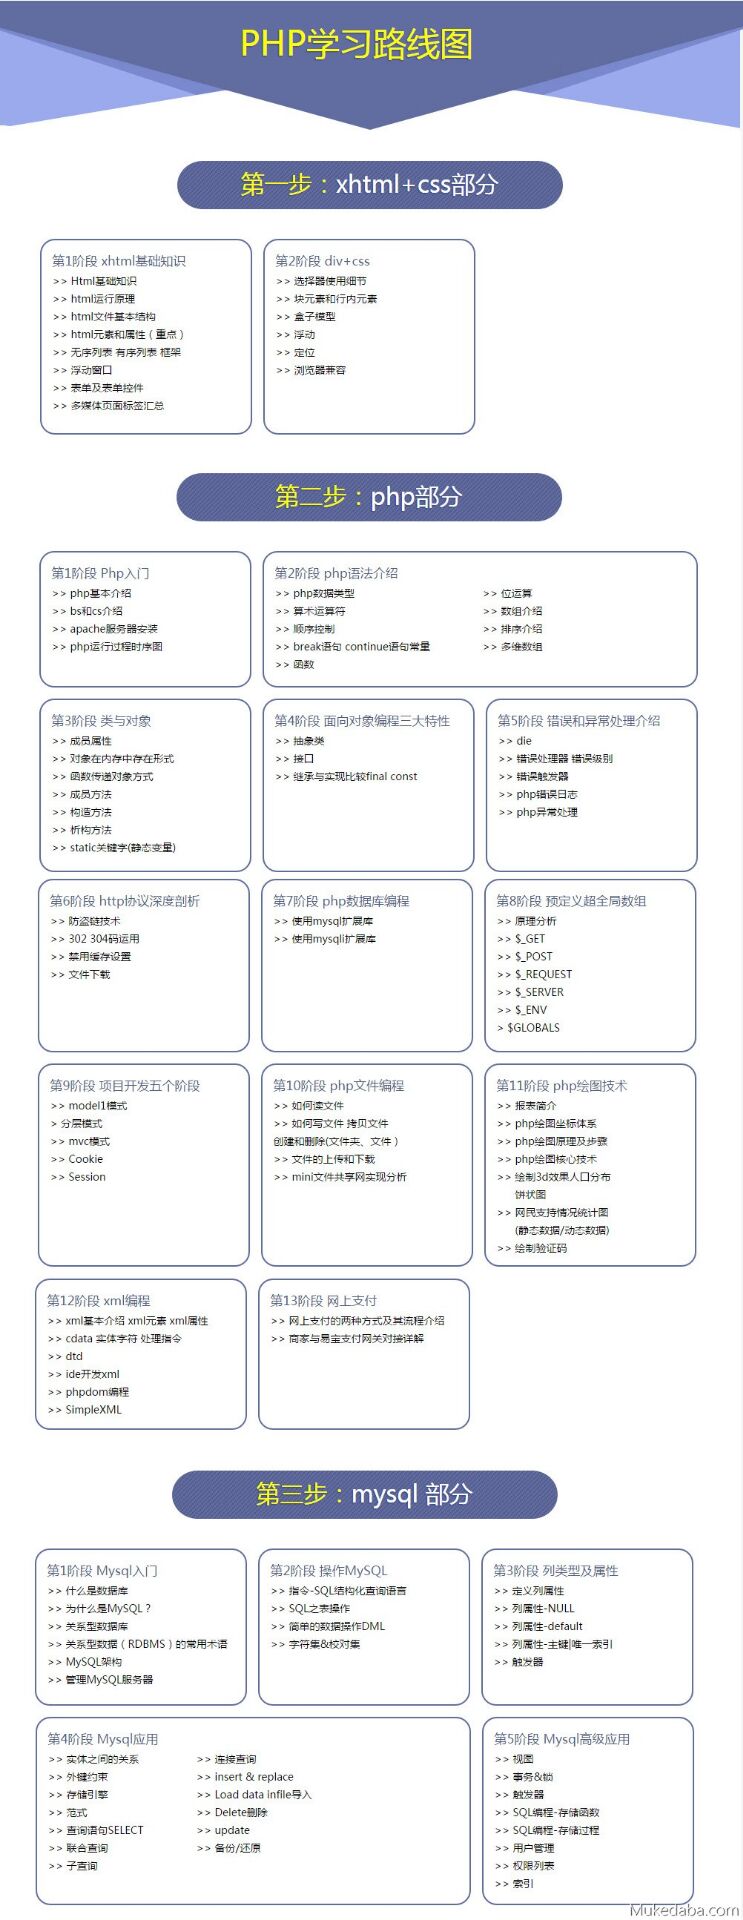 PHP学习路线图
第一步：xhtml+css部分
第1阶段 xhtml基础知识
>> Html基础知识
>> html运行原理
>> html文件基本结构
>> html元素和属性（重点）
>> 无序列表 有序列表 框架
>> 浮动窗口
>> 表单及表单控件
>> 多媒体页面标签汇总
第2阶段 div+css
>> 选择器使用细节
>> 块元素和行内元素
>> 盒子模型
>> 浮动
>> 定位
>> 浏览器兼容
第二步：php部分
第1阶段 Php入门
>> php基本介绍
>> bs和cs介绍
>> apache服务器安装
>> php运行过程时序图
第2阶段 php语法介绍
>> php数据类型
>> 算术运算符
>> 顺序控制
>> break语句 continue语句常量
>> 函数
>> 位运算
>> 数组介绍
>> 排序介绍
>> 多维数组
第3阶段 类与对象
>> 成员属性
>> 对象在内存中存在形式
>> 函数传递对象方式
>> 成员方法
>> 构造方法
>> 析构方法
>> static关键字(静态变量)
第4阶段 面向对象编程三大特性
>> 抽象类
>> 接口
>> 继承与实现比较final const
第5阶段 错误和异常处理介绍
>> die
>> 错误处理器 错误级别
>> 错误触发器
>> php错误日志
>> php异常处理
第6阶段 http协议深度剖析
>> 防盗链技术
>> 302 304码运用
>> 禁用缓存设置
>> 文件下载
第7阶段 php数据库编程
>> 使用mysql扩展库
>> 使用mysqli扩展库
第8阶段 预定义超全局数组
>> 原理分析
>> $_GET
>> $_POST
>> $_REQUEST
>> $_SERVER
>> $_ENV
> $GLOBALS
第9阶段 项目开发五个阶段
>> model1模式
> 分层模式
>> mvc模式
>> Cookie
>> Session
第10阶段 php文件编程
>> 如何读文件
>> 如何写文件 拷贝文件
创建和删除(文件夹、文件）
>> 文件的上传和下载
>> mini文件共享网实现分析
第11阶段 php绘图技术
>> 报表简介
>> php绘图坐标体系
>> php绘图原理及步骤
>> php绘图核心技术
>> 绘制3d效果人口分布
饼状图
>> 网民支持情况统计图
(静态数据/动态数据)
>> 绘制验证码
第12阶段 xml编程
>> xml基本介绍 xml元素 xml属性
>> cdata 实体字符 处理指令
>> dtd
>> ide开发xml
>> phpdom编程
>> SimpleXML
第13阶段 网上支付
>> 网上支付的两种方式及其流程介绍
>> 商家与易宝支付网关对接详解
第三步：mysql 部分
第1阶段 Mysql入门
>> 什么是数据库
>> 为什么是MySQL？
>> 关系型数据库
>> 关系型数据（RDBMS）的常用术语
>> MySQL架构
>> 管理MySQL服务器
第2阶段 操作MySQL
>> 指令-SQL结构化查询语言
>> SQL之表操作
>> 简单的数据操作DML
>> 字符集&校对集
第3阶段 列类型及属性
>> 定义列属性
>> 列属性-NULL
>> 列属性-default
>> 列属性-主键|唯一索引
>> 触发器
第4阶段 Mysql应用
>> 实体之间的关系
>> 外键约束
>> 存储引擎
>> 范式
>> 查询语句SELECT
>> 联合查询
>> 子查询
>> 连接查询
>> insert & replace
>> Load data infile导入
>> Delete删除
>> update
>> 备份/还原
第5阶段 Mysql高级应用
>> 视图
>> 事务&锁
>> 触发器
>> SQL编程-存储函数
>> SQL编程-存储过程
>> 用户管理
>> 权限列表
>> 索引
Mukedaba.com